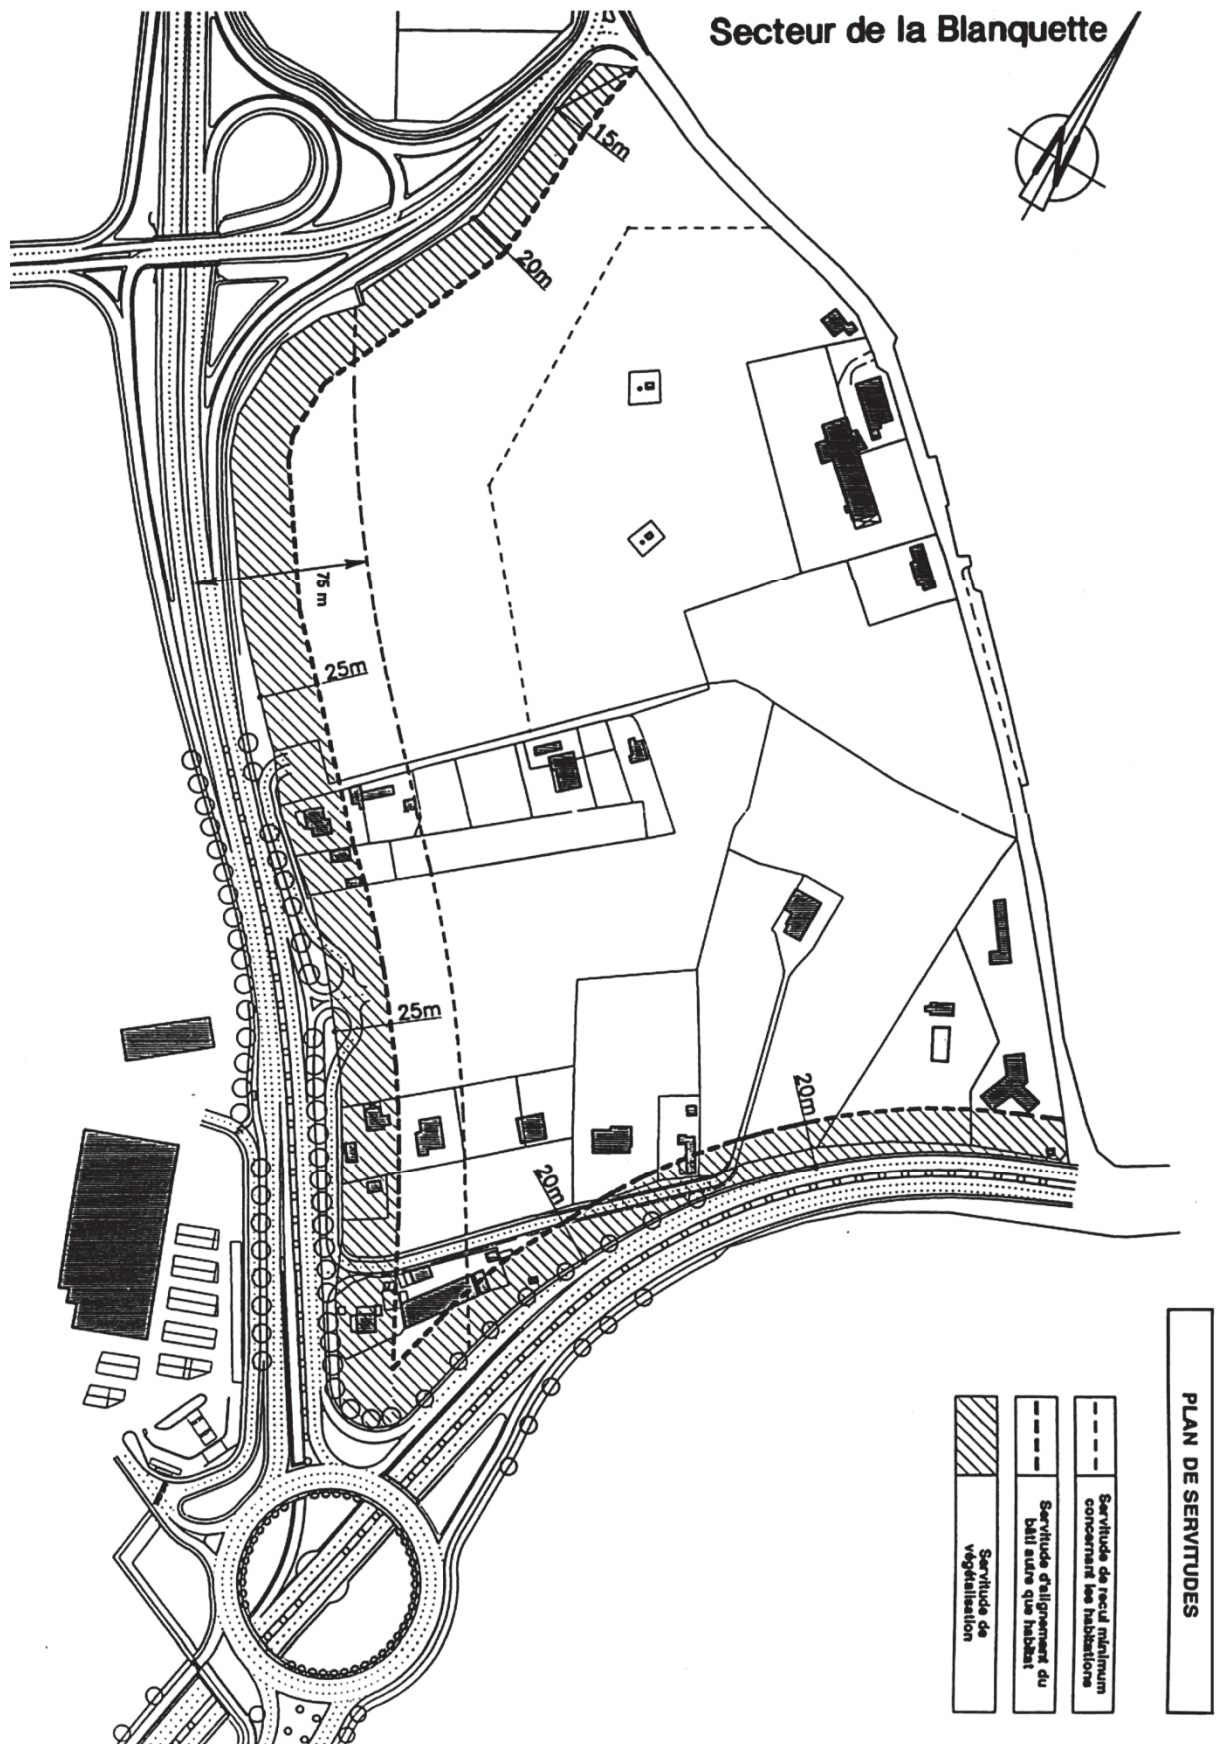 Secteur de la Blanquette
N
15m
20m
75 m
25m
25m
20m
20m
PLAN DE SERVITUDES
Servitude de recul minimum
concernant les habitations
Servitude d'alignement du
bâti autre que habitat
Servitude de
végétalisation